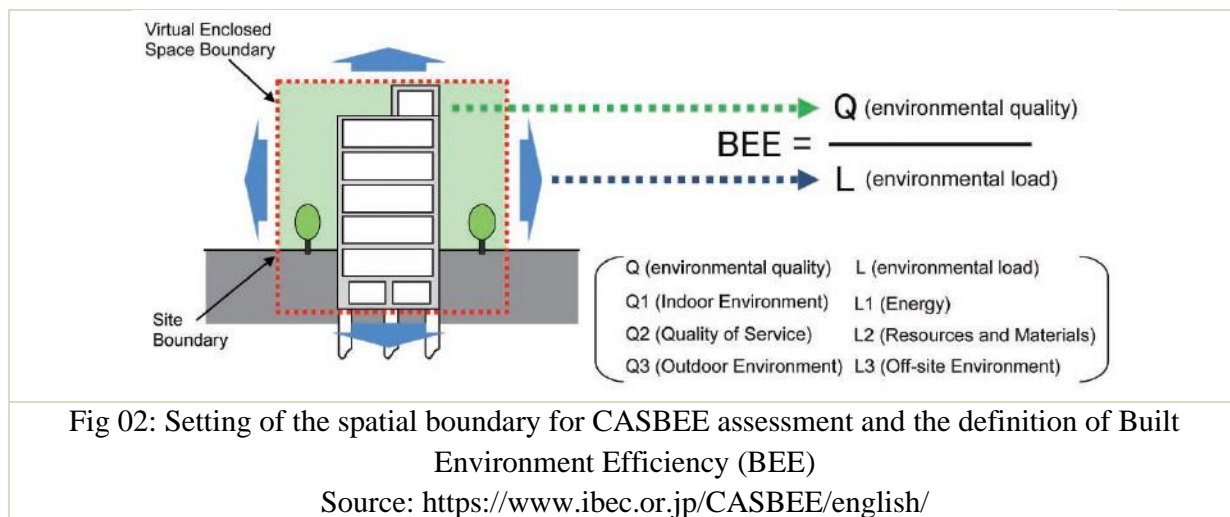 Virtual Enclosed
Space Boundary
Q (environmental quality)
BEE =
L (environmental load)
Q (environmental quality) L (environmental load)
Q1 (Indoor Environment) L1 (Energy)
Q2 (Quality of Service) L2 (Resources and Materials)
Q3 (Outdoor Environment) L3 (Off-site Environment)
Site
Boundary
Fig 02: Setting of the spatial boundary for CASBEE assessment and the definition of Built
Environment Efficiency (BEE)
Source: https://www.ibec.or.jp/CASBEE/english/